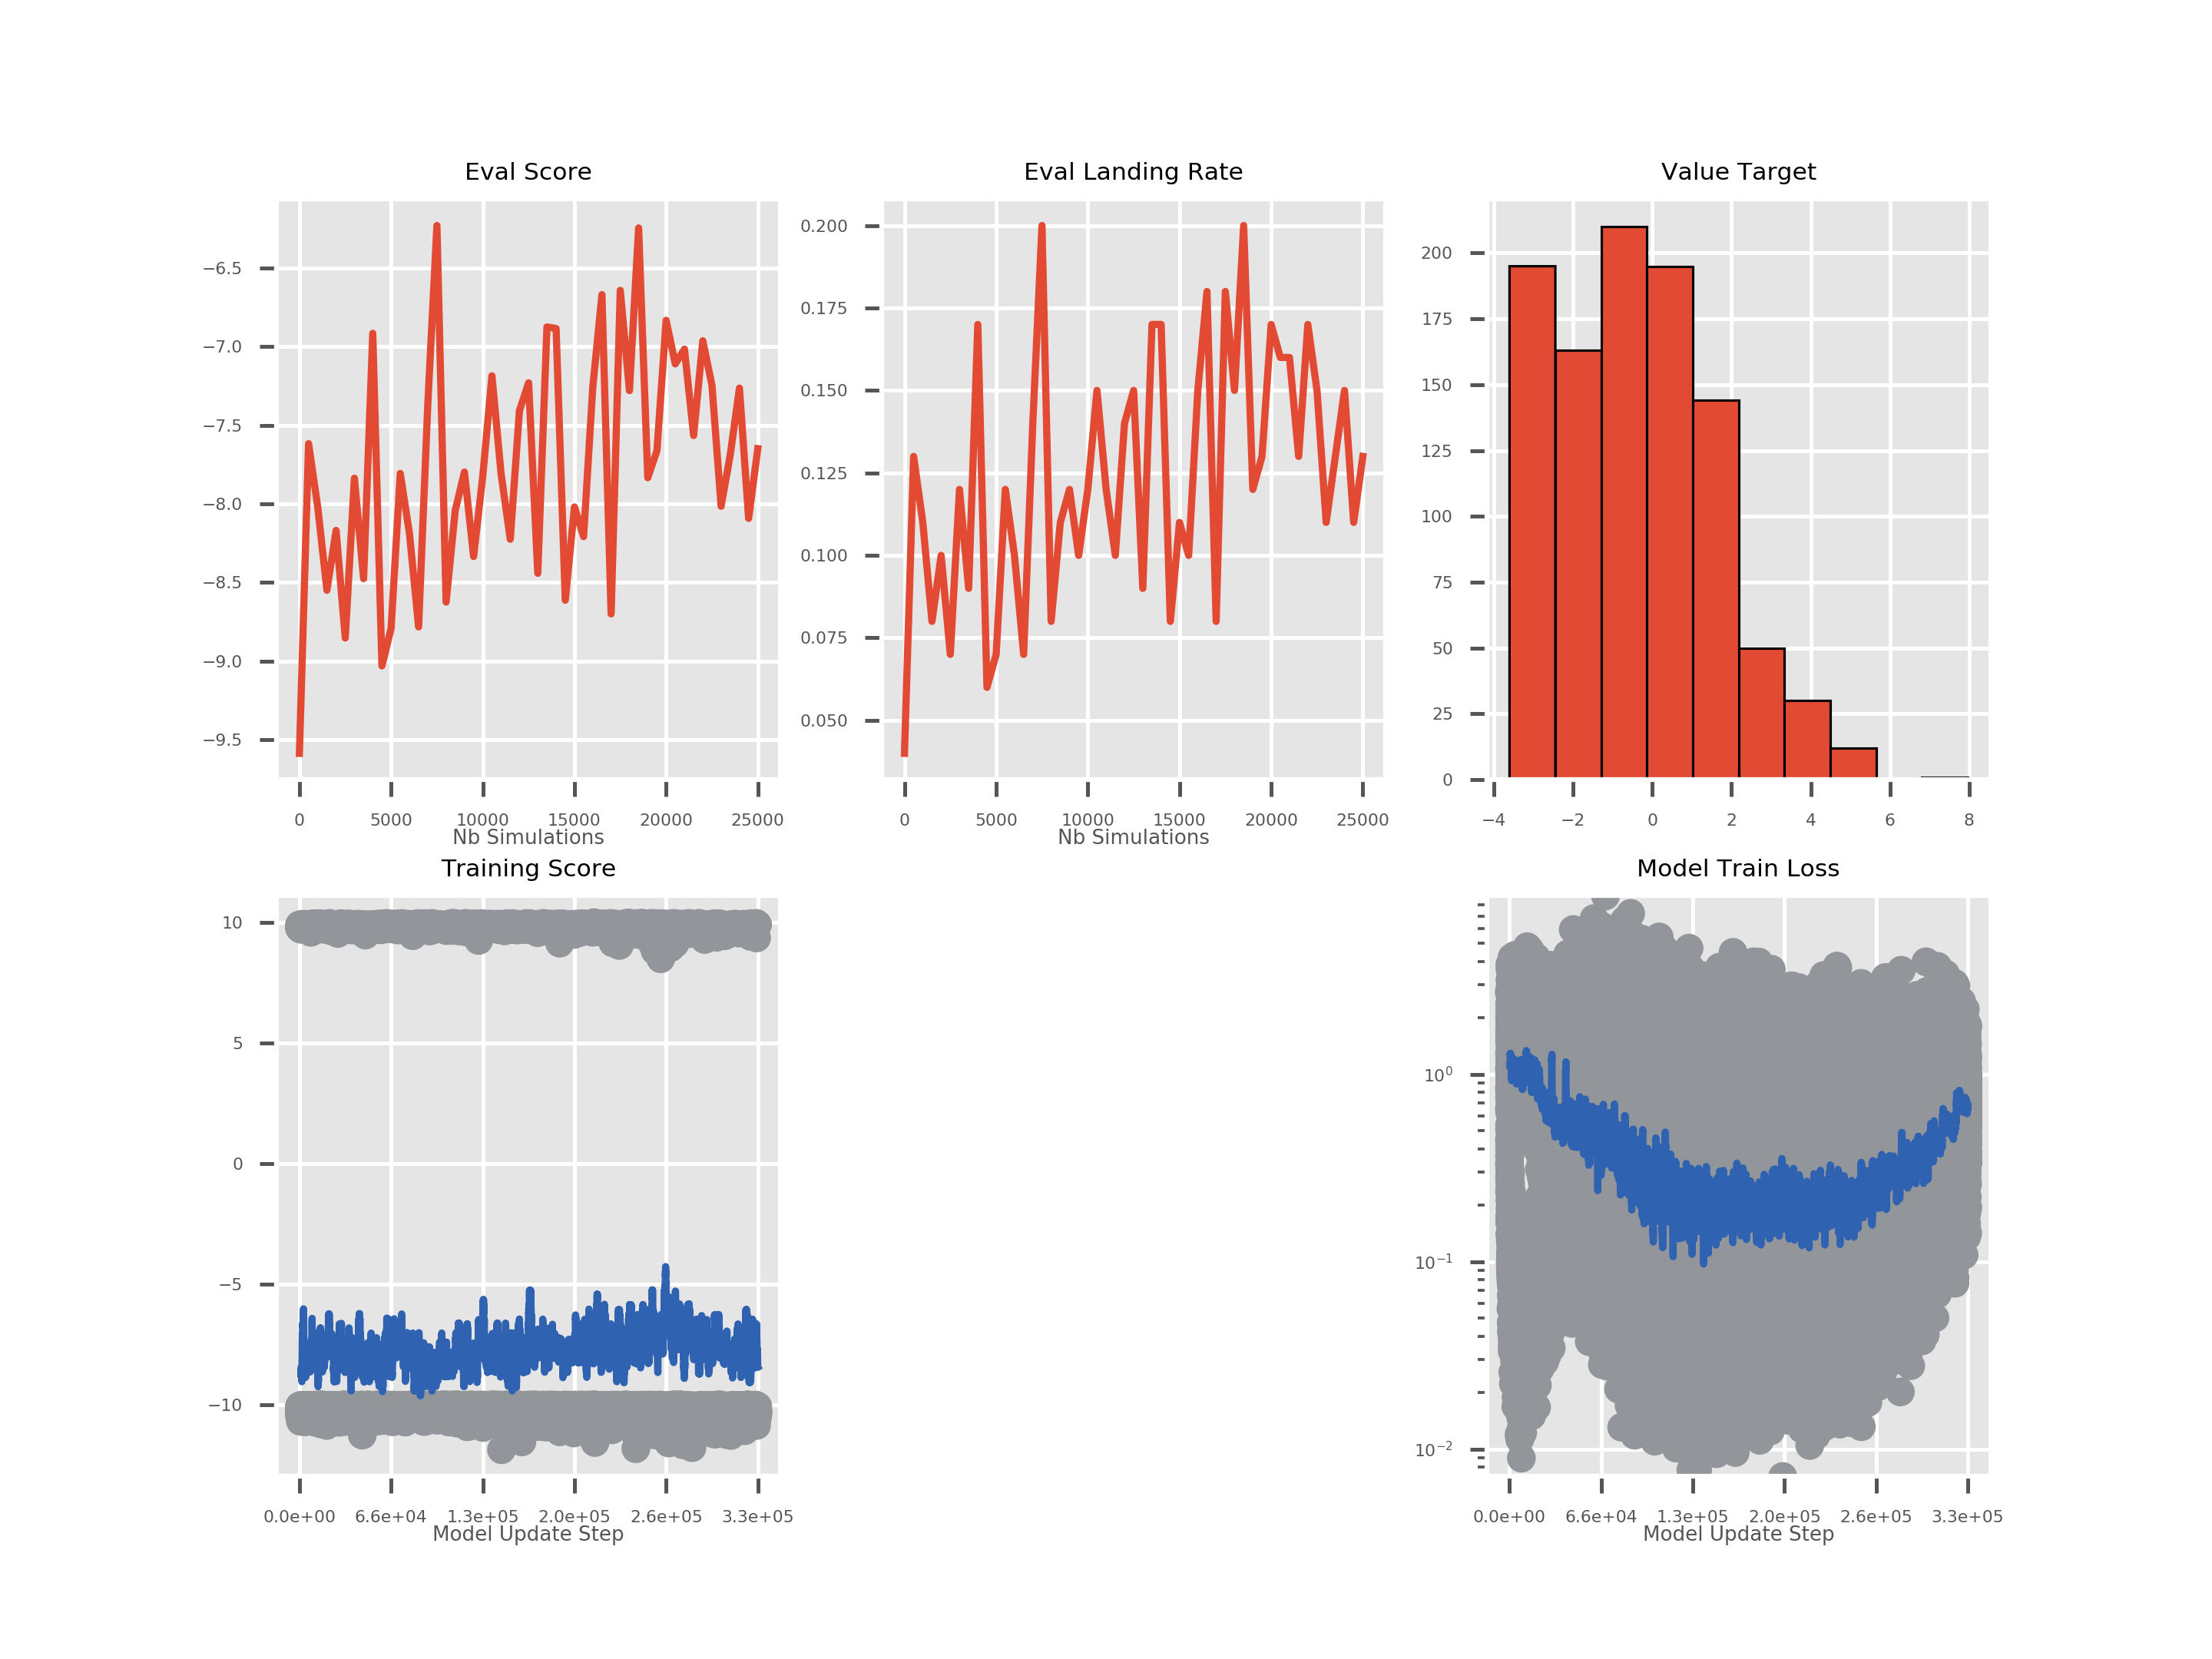 Eval Score
−6.5
−7.0
−7.5
−8.0
−8.5
−9.0
−9.5
0 5000 10000 15000 20000 25000
Nb Simulations
Eval Landing Rate
0.200
0.175
0.150
0.125
0.100
0.075
0.050
0 5000 10000 15000 20000 25000
Nb Simulations
Value Target
200
175
150
125
100
75
50
25
0
−4 −2 0 2 4 6 8
Training Score
10
5
0
−5
−10
0.0e+00 6.6e+04 1.3e+05 2.0e+05 2.6e+05 3.3e+05
Model Update Step
Model Train Loss
10⁰
10⁻¹
10⁻²
0.0e+00 6.6e+04 1.3e+05 2.0e+05 2.6e+05 3.3e+05
Model Update Step